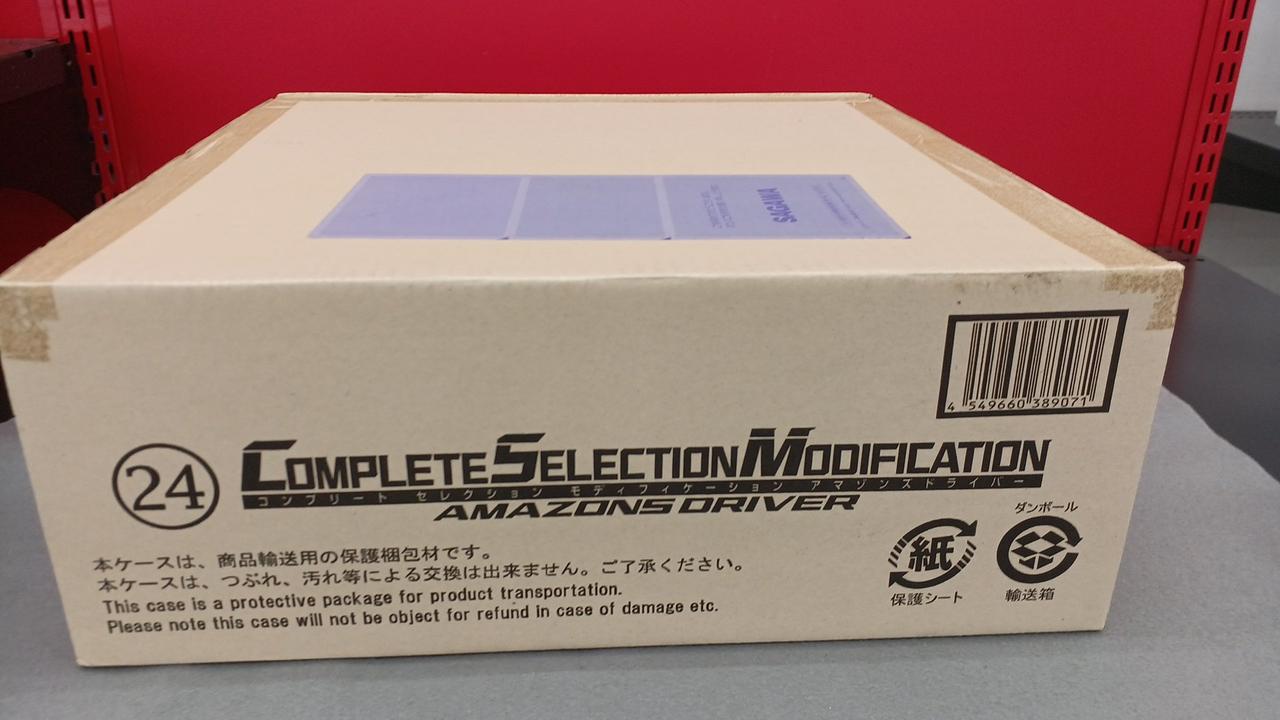 SAGAWA
4 549660 389071
24
COMPLETE SELECTION MODIFICATION
コンプリート セレクション モディフィケーション アマゾンズドライバー
AMAZONS DRIVER
本ケースは、商品輸送用の保護梱包材です。
本ケースは、つぶれ、汚れ等による交換は出来ません。ご了承ください。
This case is a protective package for product transportation.
Please note this case will not be object for refund in case of damage etc.
紙
保護シート
ダンボール
輸送箱